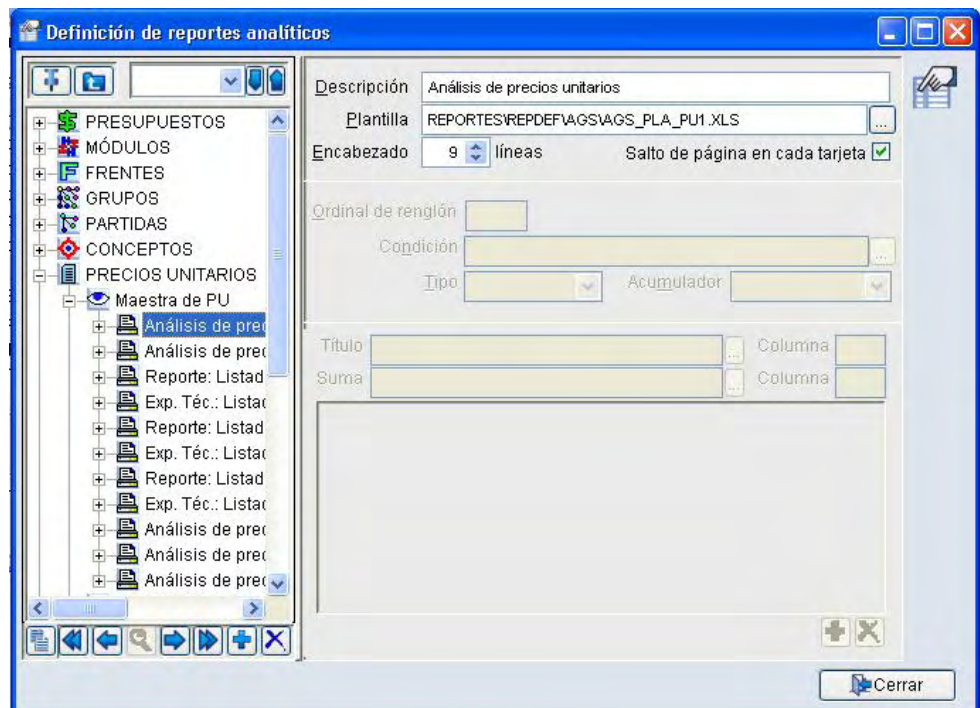 Definición de reportes analíticos
PRESUPUESTOS
MÓDULOS
FRENTES
GRUPOS
PARTIDAS
CONCEPTOS
PRECIOS UNITARIOS
Maestra de PU
Análisis de prec
Análisis de prec
Reporte: Listad
Exp. Téc.: Listac
Reporte: Listad
Exp. Téc.: Listac
Reporte: Listad
Exp. Téc.: Listac
Análisis de prec
Análisis de prec
Análisis de prec
Descripción Análisis de precios unitarios
Plantilla REPORTES\REPDEF\AGS\AGS_PLA_PU1.XLS ...
Encabezado 9 líneas Salto de página en cada tarjeta
Ordinal de renglón
Condición ...
Tipo Acumulador
Título ... Columna
Suma ... Columna
Cerrar